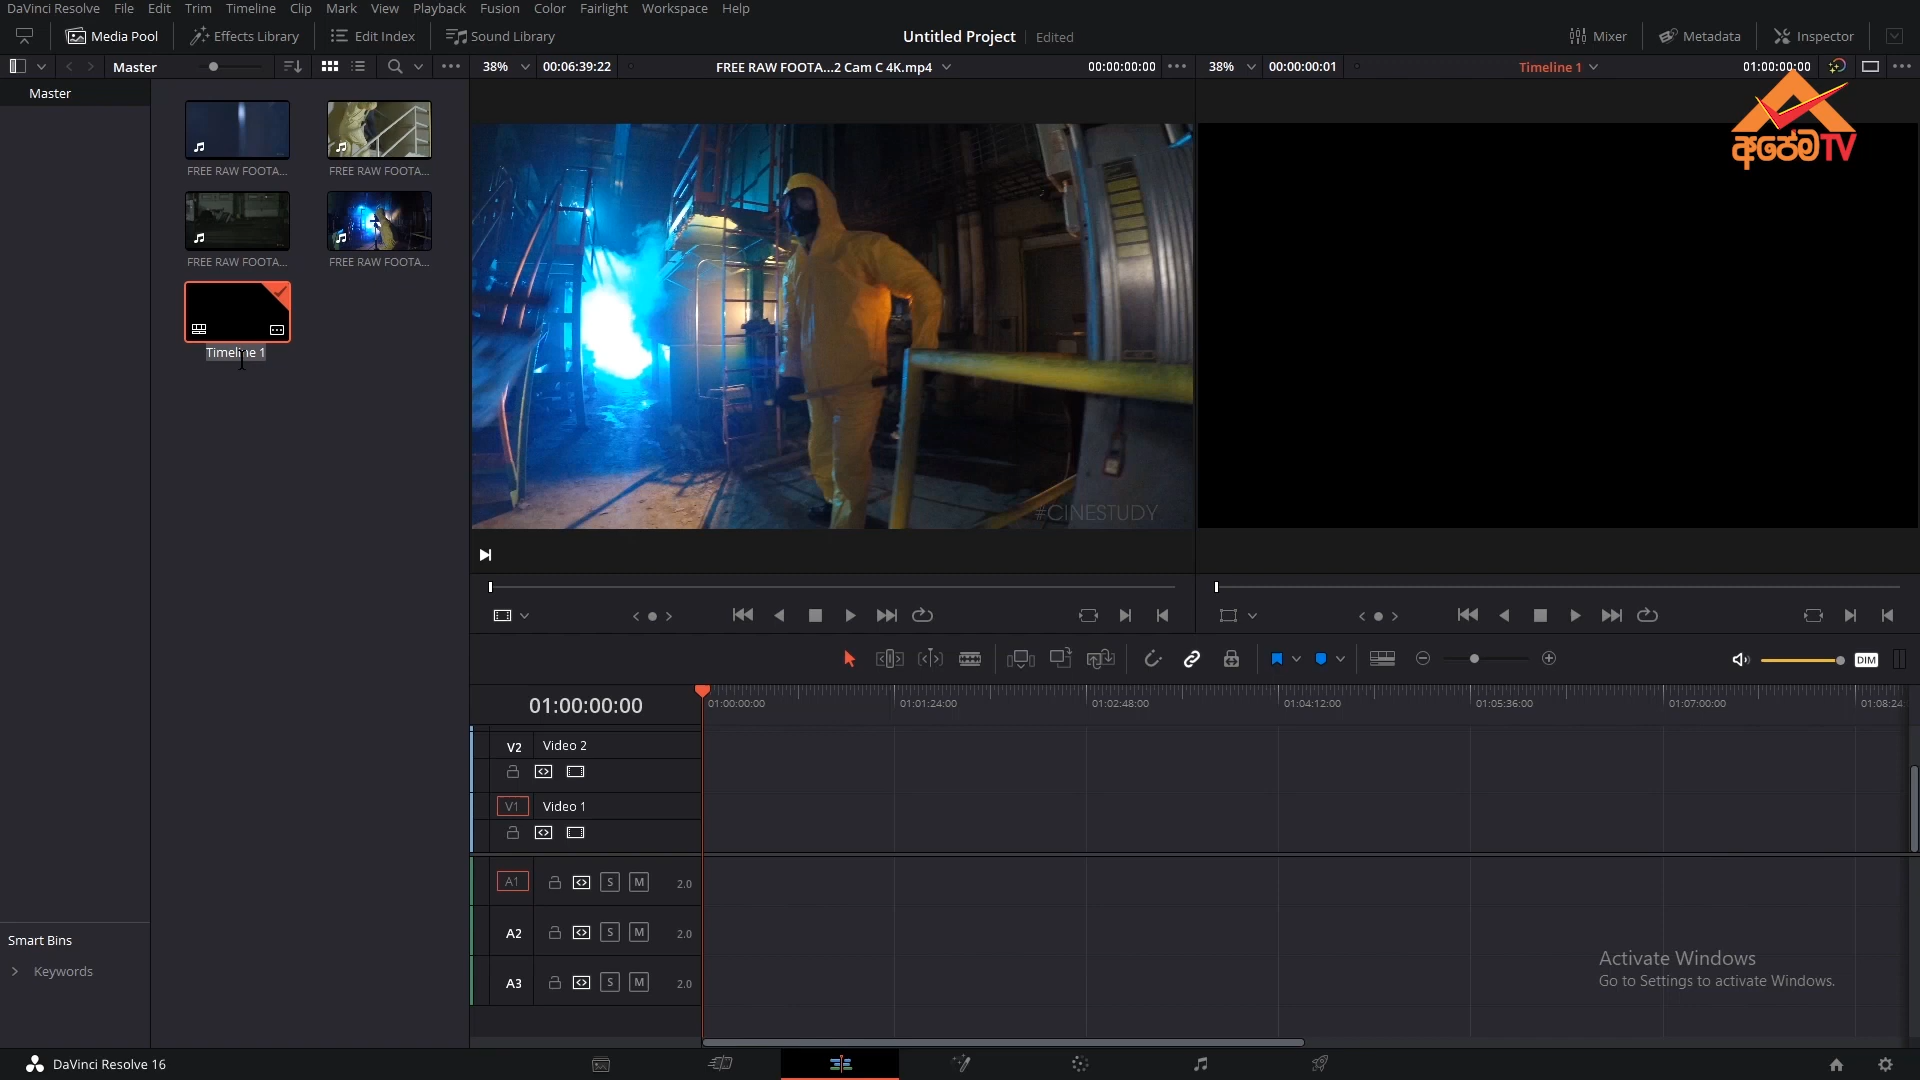 DaVinci Resolve File Edit Trim Timeline Clip Mark View Playback Fusion Color Fairlight Workspace Help
Media Pool Effects Library Edit Index Sound Library Untitled Project Edited Mixer Metadata Inspector
Master 38% 00:06:39:22 FREE RAW FOOTA...2 Cam C 4K.mp4 00:00:00:00 38% 00:00:00:01 Timeline 1 01:00:00:00
Master
අපේම TV
FREE RAW FOOTA... FREE RAW FOOTA...
FREE RAW FOOTA... FREE RAW FOOTA...
Timeline 1
#CINESTUDY
DIM
01:00:00:00
01:00:00:00 01:01:24:00 01:02:48:00 01:04:12:00 01:05:36:00 01:07:00:00 01:08:24
V2 Video 2
V1 Video 1
A1 S M 2.0
A2 S M 2.0
A3 S M 2.0
Smart Bins
Keywords
Activate Windows
Go to Settings to activate Windows.
DaVinci Resolve 16